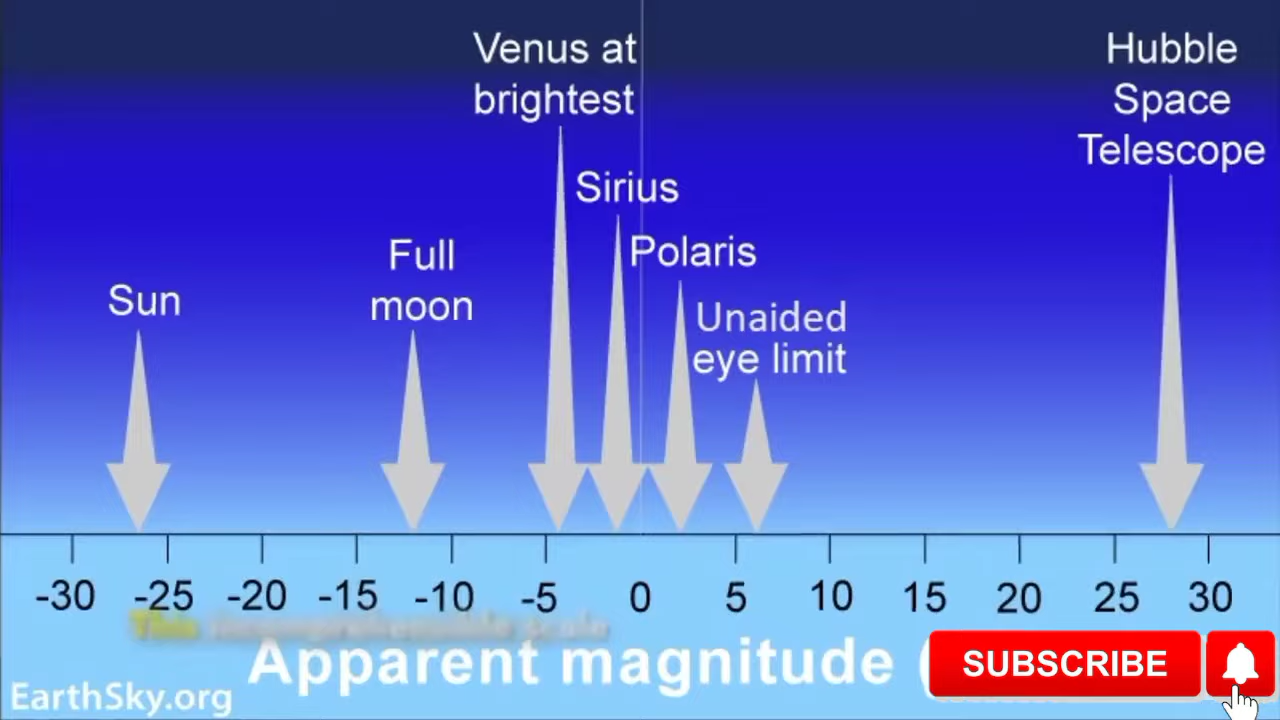 Venus at
brightest
Hubble
Space
Telescope
Sirius
Polaris
Full
moon
Sun
Unaided
eye limit
-30 -25 -20 -15 -10 -5 0 5 10 15 20 25 30
This
Apparent magnitude (
SUBSCRIBE
EarthSky.org